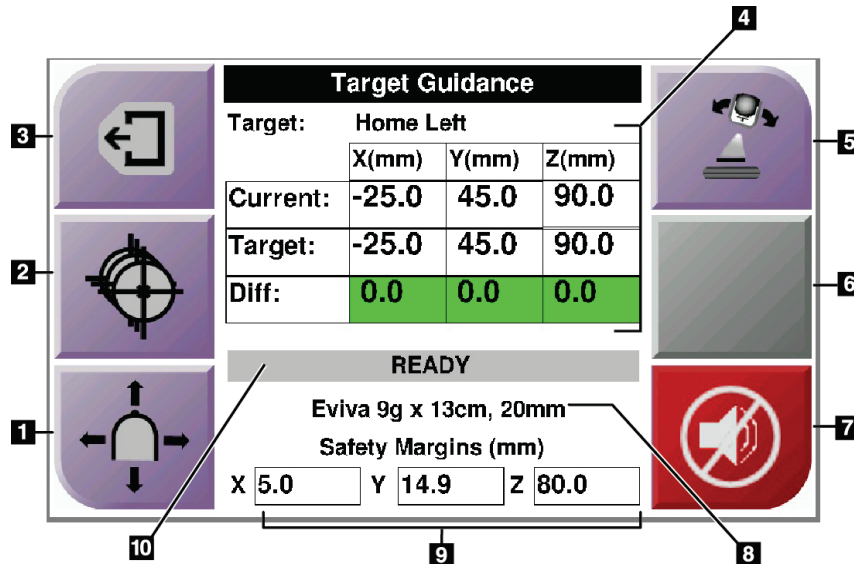 4
Target Guidance
3
Target: Home Left
5
X(mm) Y(mm) Z(mm)
Current: -25.0 45.0 90.0
Target: -25.0 45.0 90.0
2
Diff: 0.0 0.0 0.0
6
READY
Eviva 9g x 13cm, 20mm
1
7
Safety Margins (mm)
X 5.0 Y 14.9 Z 80.0
10
9
8